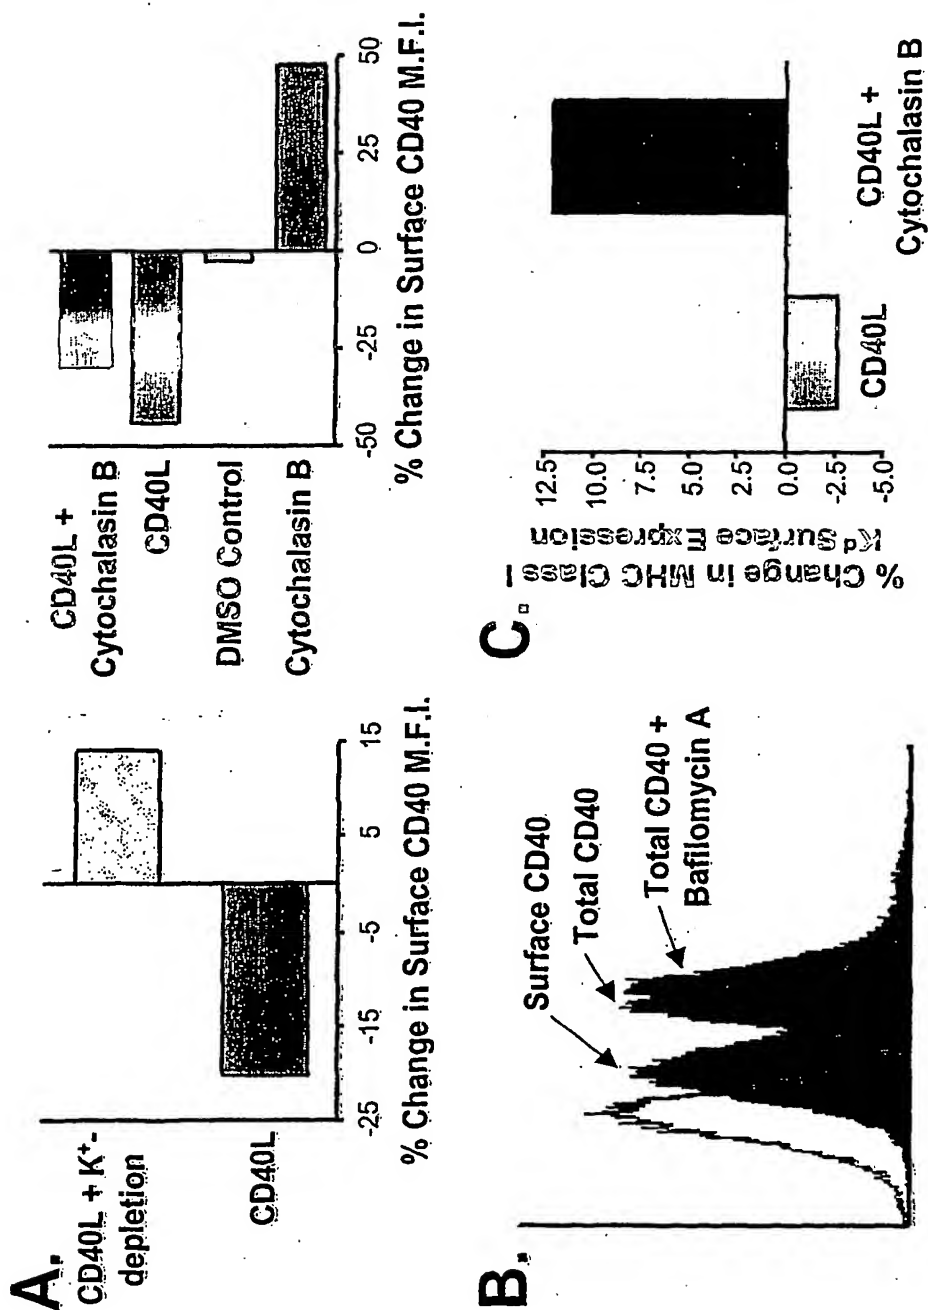 A.
CD40L + K⁺-
depletion
CD40L
-25
-15
-5
5
15
% Change in Surface CD40 M.F.I.
CD40L +
Cytochalasin B
CD40L
DMSO Control
Cytochalasin B
-50
-25
0
25
50
% Change in Surface CD40 M.F.I.
B.
Surface CD40
Total CD40
Total CD40 +
Bafilomycin A
C.
% Change in MHC Class I
Kᵈ Surface Expression
12.5
10.0
7.5
5.0
2.5
0.0
-2.5
-5.0
CD40L
CD40L +
Cytochalasin B